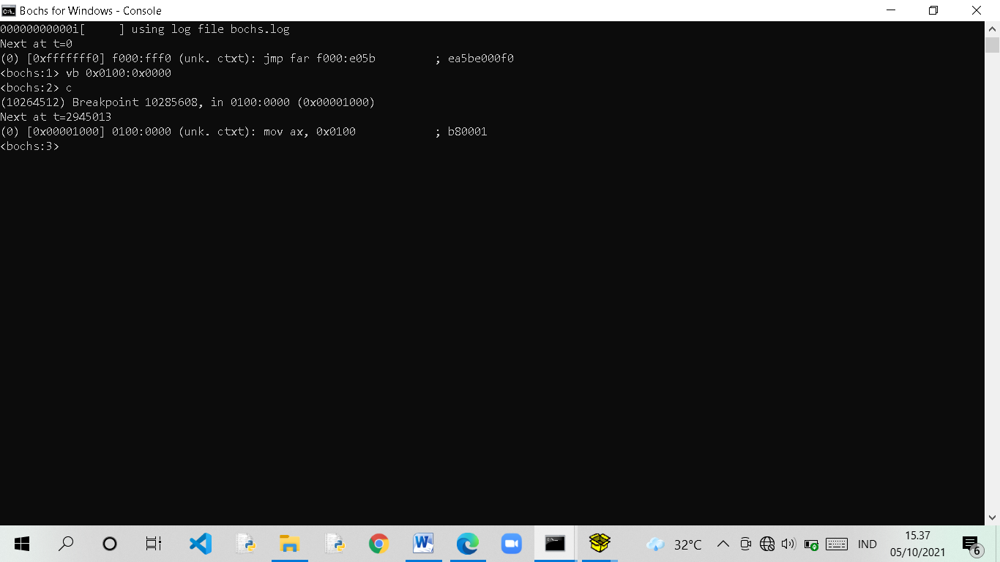 Bochs for Windows - Console
00000000000i[     ] using log file bochs.log
Next at t=0
(0) [0xfffffff0] f000:fff0 (unk. ctxt): jmp far f000:e05b         ; ea5be000f0
<bochs:1> vb 0x0100:0x0000
<bochs:2> c
(10264512) Breakpoint 10285608, in 0100:0000 (0x00001000)
Next at t=2945013
(0) [0x00001000] 0100:0000 (unk. ctxt): mov ax, 0x0100            ; b80001
<bochs:3>
32°C
IND
15.37
05/10/2021
6